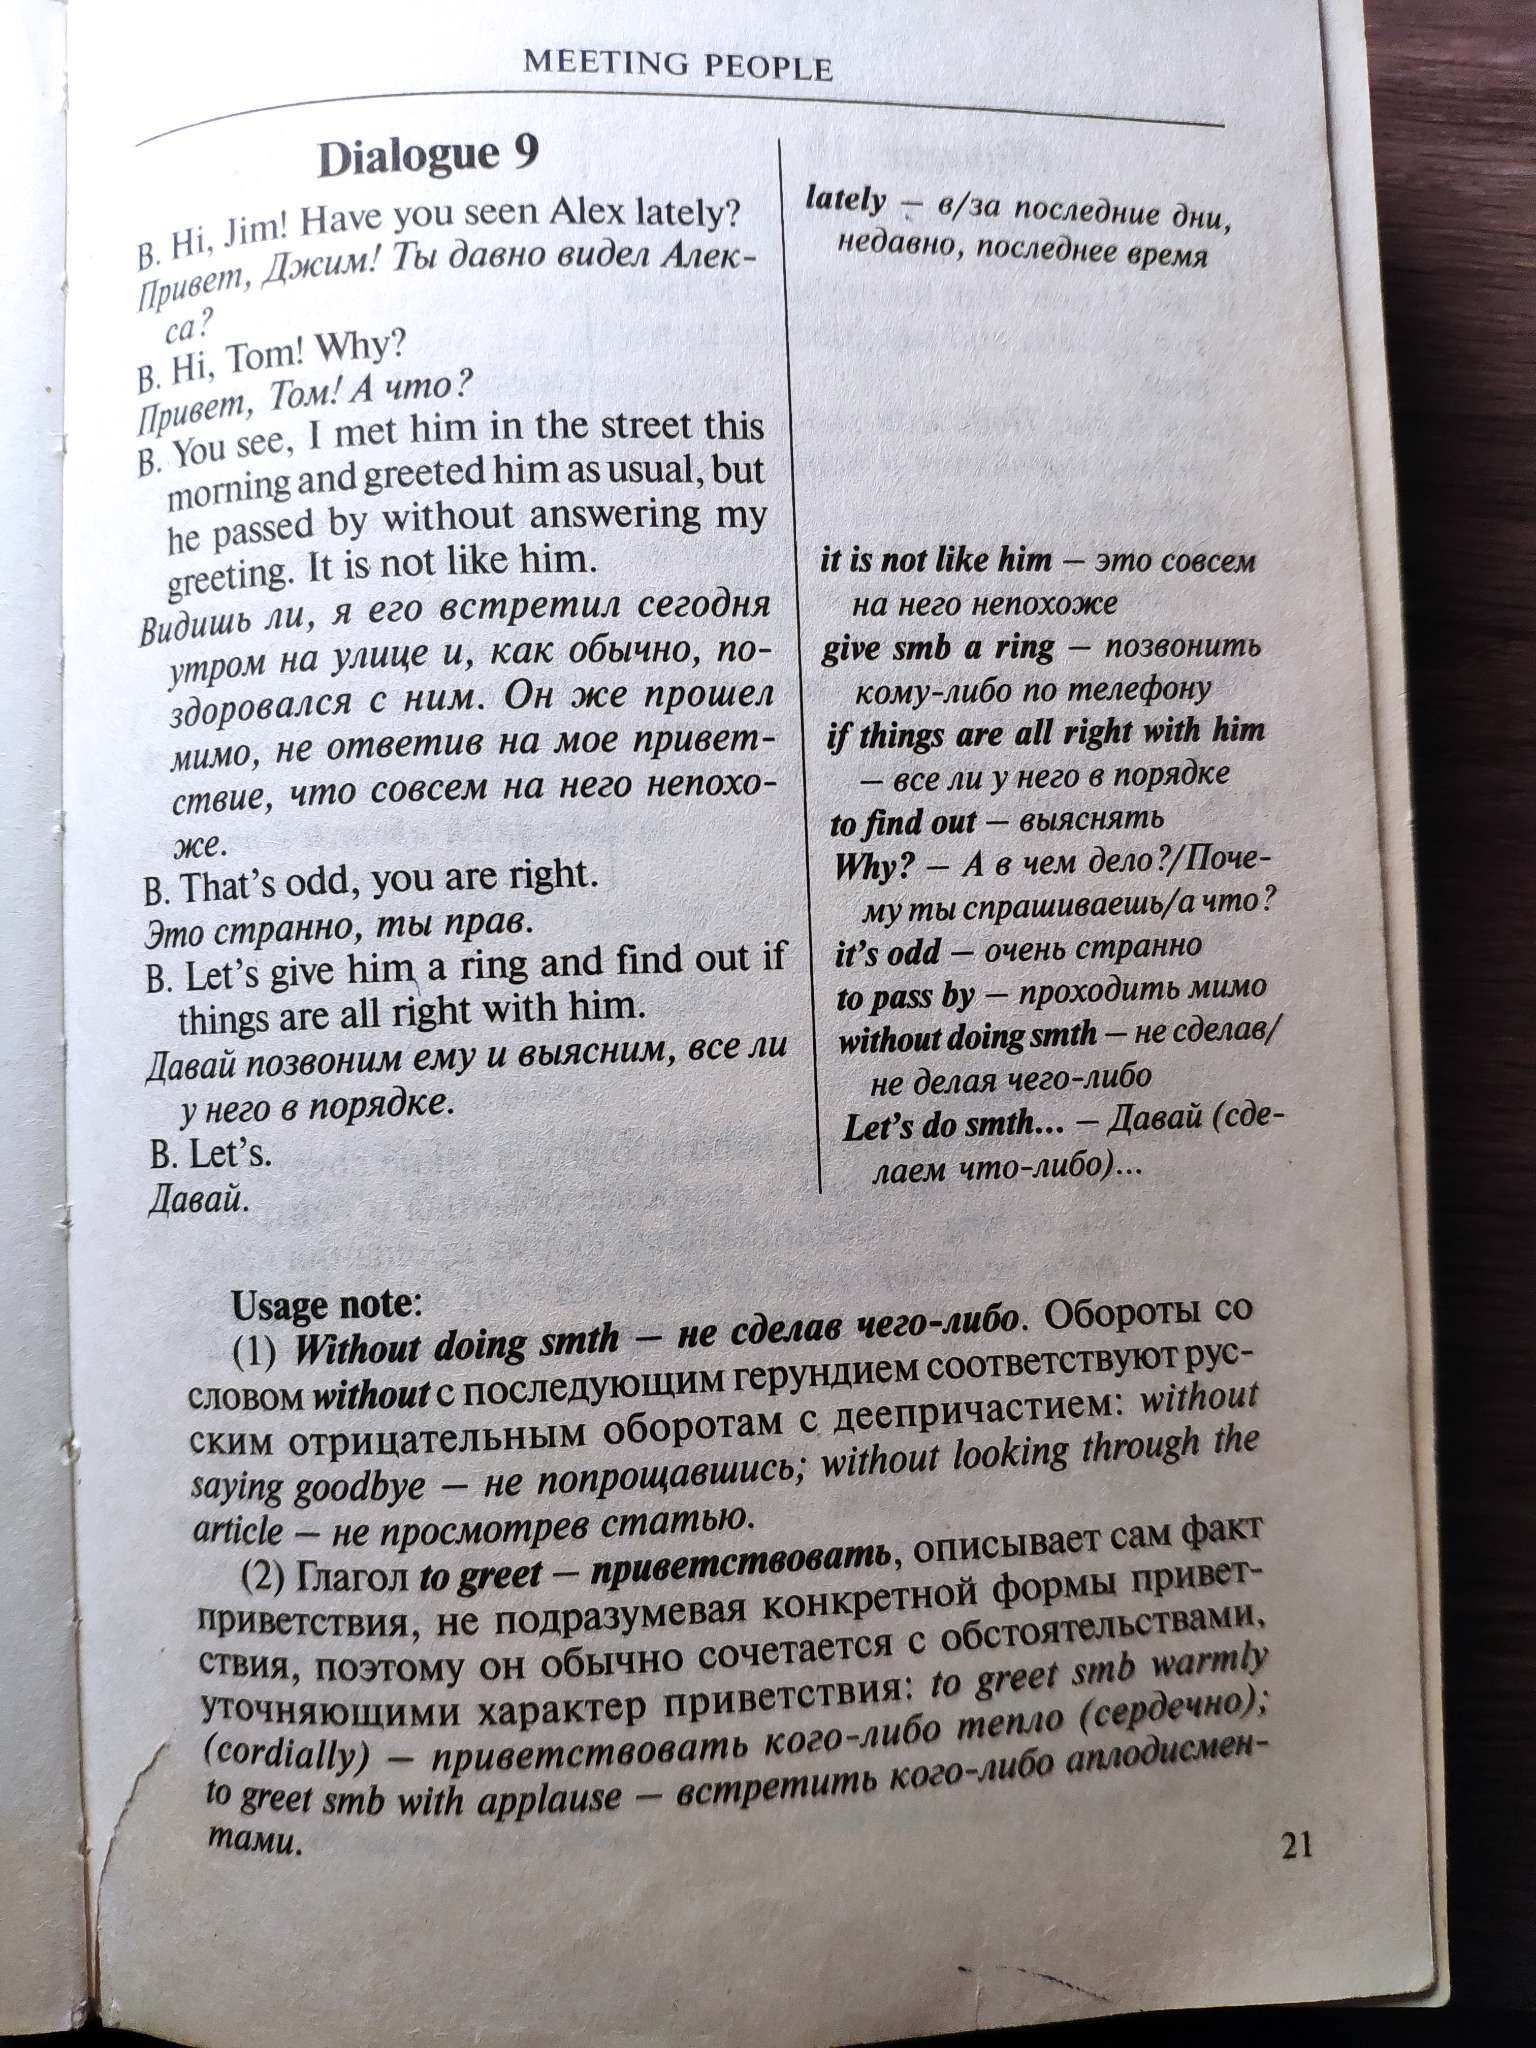 MEETING PEOPLE
Dialogue 9
B. Hi, Jim! Have you seen Alex lately?
Привет, Джим! Ты давно видел Алек-
са?
B. Hi, Tom! Why?
Привет, Том! А что?
B. You see, I met him in the street this
morning and greeted him as usual, but
he passed by without answering my
greeting. It is not like him.
Видишь ли, я его встретил сегодня
утром на улице и, как обычно, по-
здоровался с ним. Он же прошел
мимо, не ответив на мое привет-
ствие, что совсем на него непохо-
же.
B. That's odd, you are right.
Это странно, ты прав.
B. Let's give him a ring and find out if
things are all right with him.
Давай позвоним ему и выясним, все ли
у него в порядке.
B. Let's.
Давай.
lately – в/за последние дни,
недавно, последнее время
it is not like him – это совсем
на него непохоже
give smb a ring – позвонить
кому-либо по телефону
if things are all right with him
– все ли у него в порядке
to find out – выяснять
Why? – А в чем дело?/Поче-
му ты спрашиваешь/а что?
it's odd – очень странно
to pass by – проходить мимо
without doing smth – не сделав/
не делая чего-либо
Let's do smth... – Давай (сде-
лаем что-либо)...
Usage note:
(1) Without doing smth – не сделав чего-либо. Обороты со
словом without с последующим герундием соответствуют рус-
ским отрицательным оборотам с деепричастием: without
saying goodbye – не попрощавшись; without looking through the
article – не просмотрев статью.
(2) Глагол to greet – приветствовать, описывает сам факт
приветствия, не подразумевая конкретной формы привет-
ствия, поэтому он обычно сочетается с обстоятельствами,
уточняющими характер приветствия: to greet smb warmly
(cordially) – приветствовать кого-либо тепло (сердечно);
to greet smb with applause – встретить кого-либо аплодисмен-
тами.
21